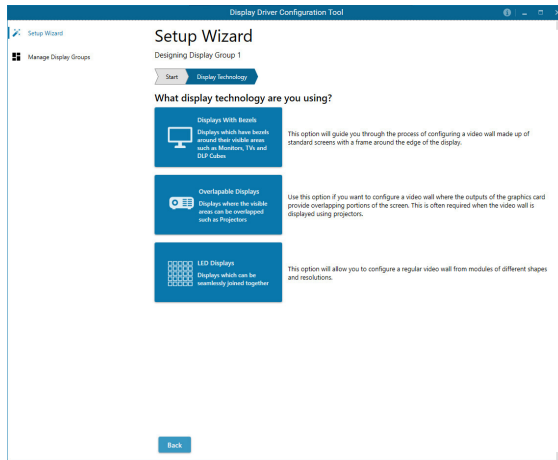 Display Driver Configuration Tool
Setup Wizard
Manage Display Groups
Setup Wizard
Designing Display Group 1
Start
Display Technology
What display technology are you using?
Displays With Bezels
Displays which have bezels
around their visible areas
such as Monitors, TVs and
DLP Cubes
This option will guide you through the process of configuring a video wall made up of
standard screens with a frame around the edge of the display.
Overlapable Displays
Displays where the visible
areas can be overlapped
such as Projectors
Use this option if you want to configure a video wall where the outputs of the graphics card
provide overlapping portions of the screen. This is often required when the video wall is
displayed using projectors.
LED Displays
Displays which can be
seamlessly joined together
This option will allow you to configure a regular video wall from modules of different shapes
and resolutions.
Back